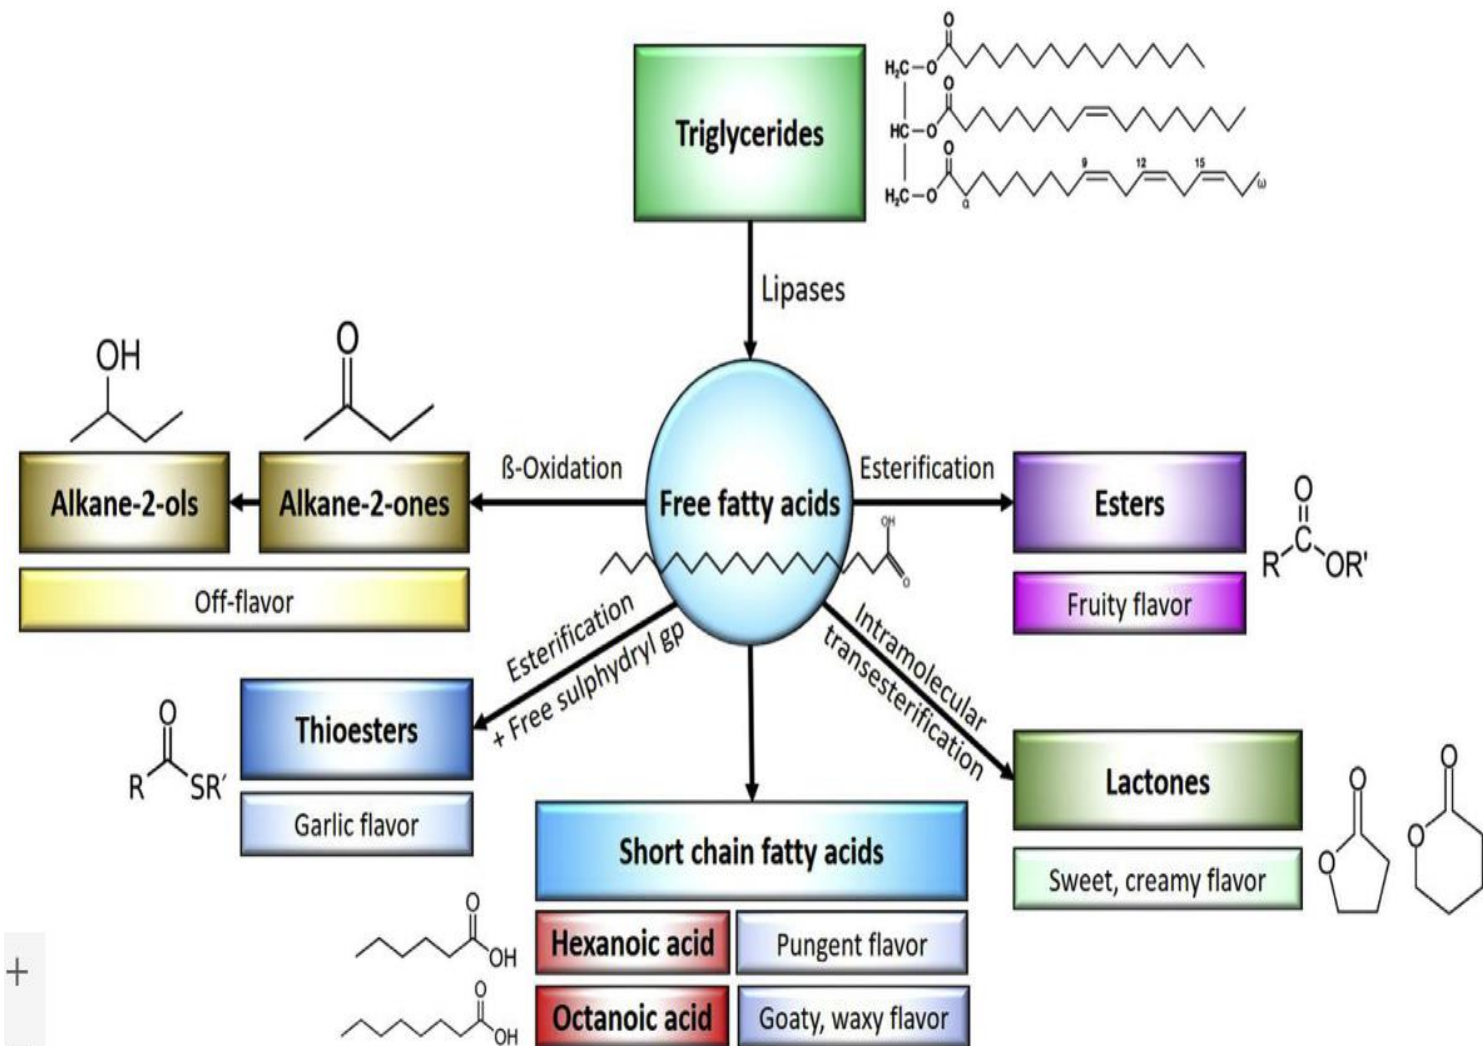 Triglycerides
O
H₂C–O
O
HC–O
O
9 12 15
H₂C–O
α
ω
Lipases
OH
O
ß-Oxidation
Esterification
Alkane-2-ols
Alkane-2-ones
Free fatty acids
OH
O
Esters
O
C
R
OR'
Off-flavor
Fruity flavor
Esterification
+ Free sulphydryl gp
Intramolecular
transesterification
Thioesters
O
R
SR'
Garlic flavor
Lactones
O
O
O
O
Sweet, creamy flavor
Short chain fatty acids
Hexanoic acid
Pungent flavor
O
OH
Octanoic acid
Goaty, waxy flavor
O
OH
+